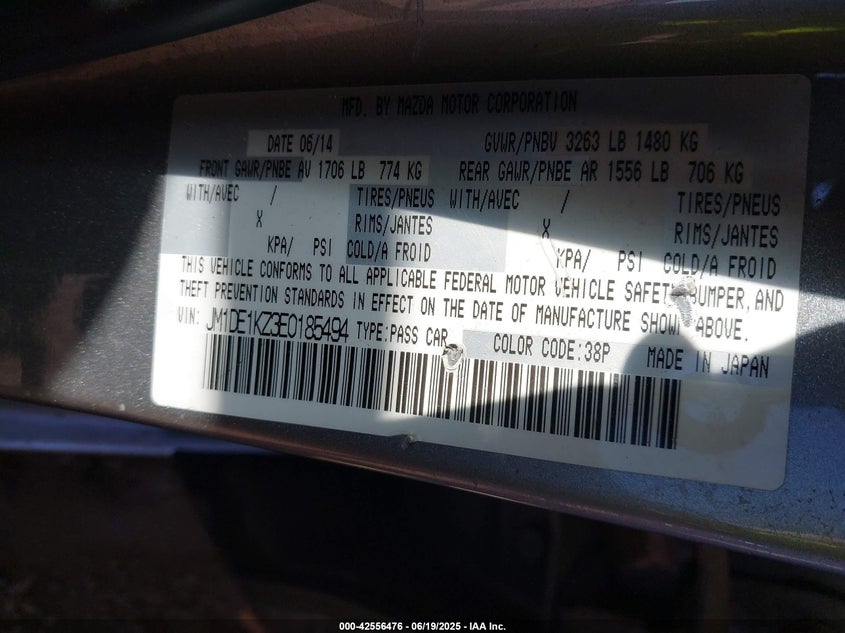 MFD. BY MAZDA MOTOR CORPORATION
DATE 06/14 GVWR/PNBV 3263 LB 1480 KG
FRONT GAWR/PNBE AV 1706 LB 774 KG REAR GAWR/PNBE AR 1556 LB 706 KG
WITH/AVEC / TIRES/PNEUS WITH/AVEC / TIRES/PNEUS
X RIMS/JANTES X RIMS/JANTES
KPA/ PSI COLD/A FROID KPA/ PSI COLD/A FROID
THIS VEHICLE CONFORMS TO ALL APPLICABLE FEDERAL MOTOR VEHICLE SAFETY, BUMPER, AND
THEFT PREVENTION STANDARDS IN EFFECT ON THE DATE OF MANUFACTURE SHOWN ABOVE.
VIN: JM1DE1KZ3E0185494 TYPE:PASS CAR COLOR CODE:38P MADE IN JAPAN
000-42556476 - 06/19/2025 - IAA Inc.